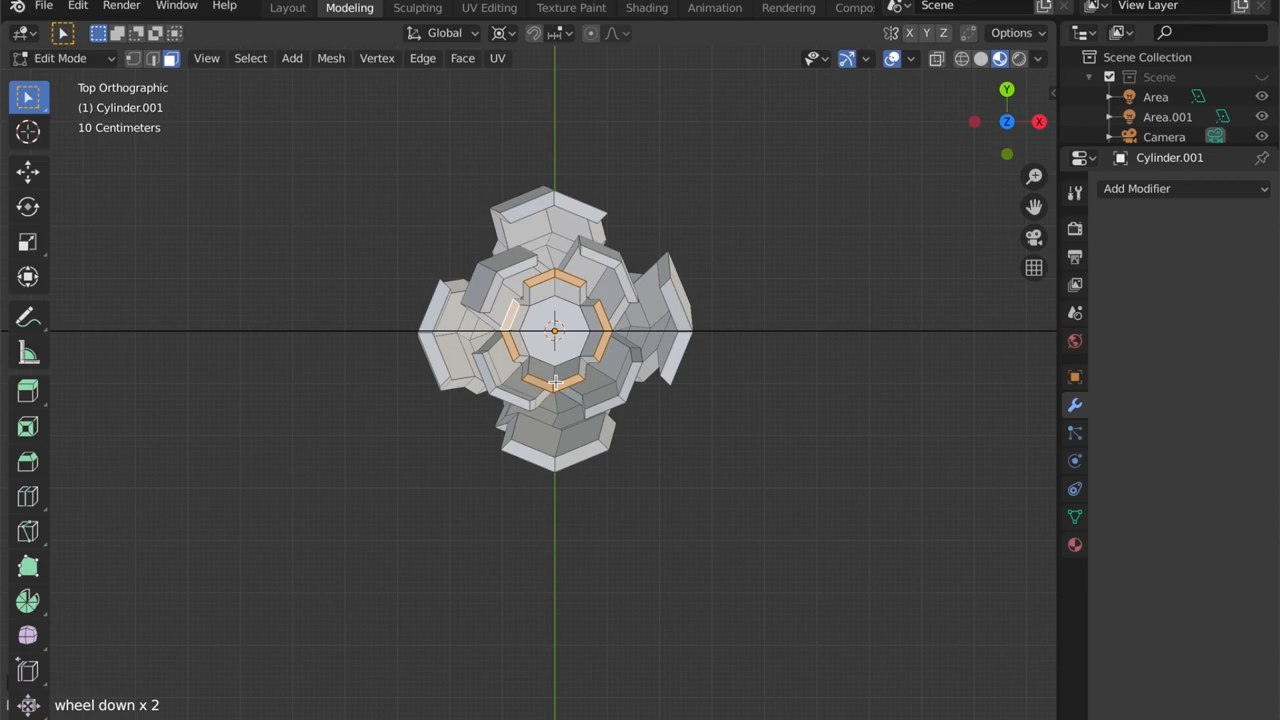 File Edit Render Window Help Layout Modeling Sculpting UV Editing Texture Paint Shading Animation Rendering Compo Scene View Layer
Global X Y Z Options
Edit Mode View Select Add Mesh Vertex Edge Face UV
Scene Collection
Scene
Area
Area.001
Camera
Top Orthographic
(1) Cylinder.001
10 Centimeters
Y
Z
X
Cylinder.001
Add Modifier
wheel down x 2